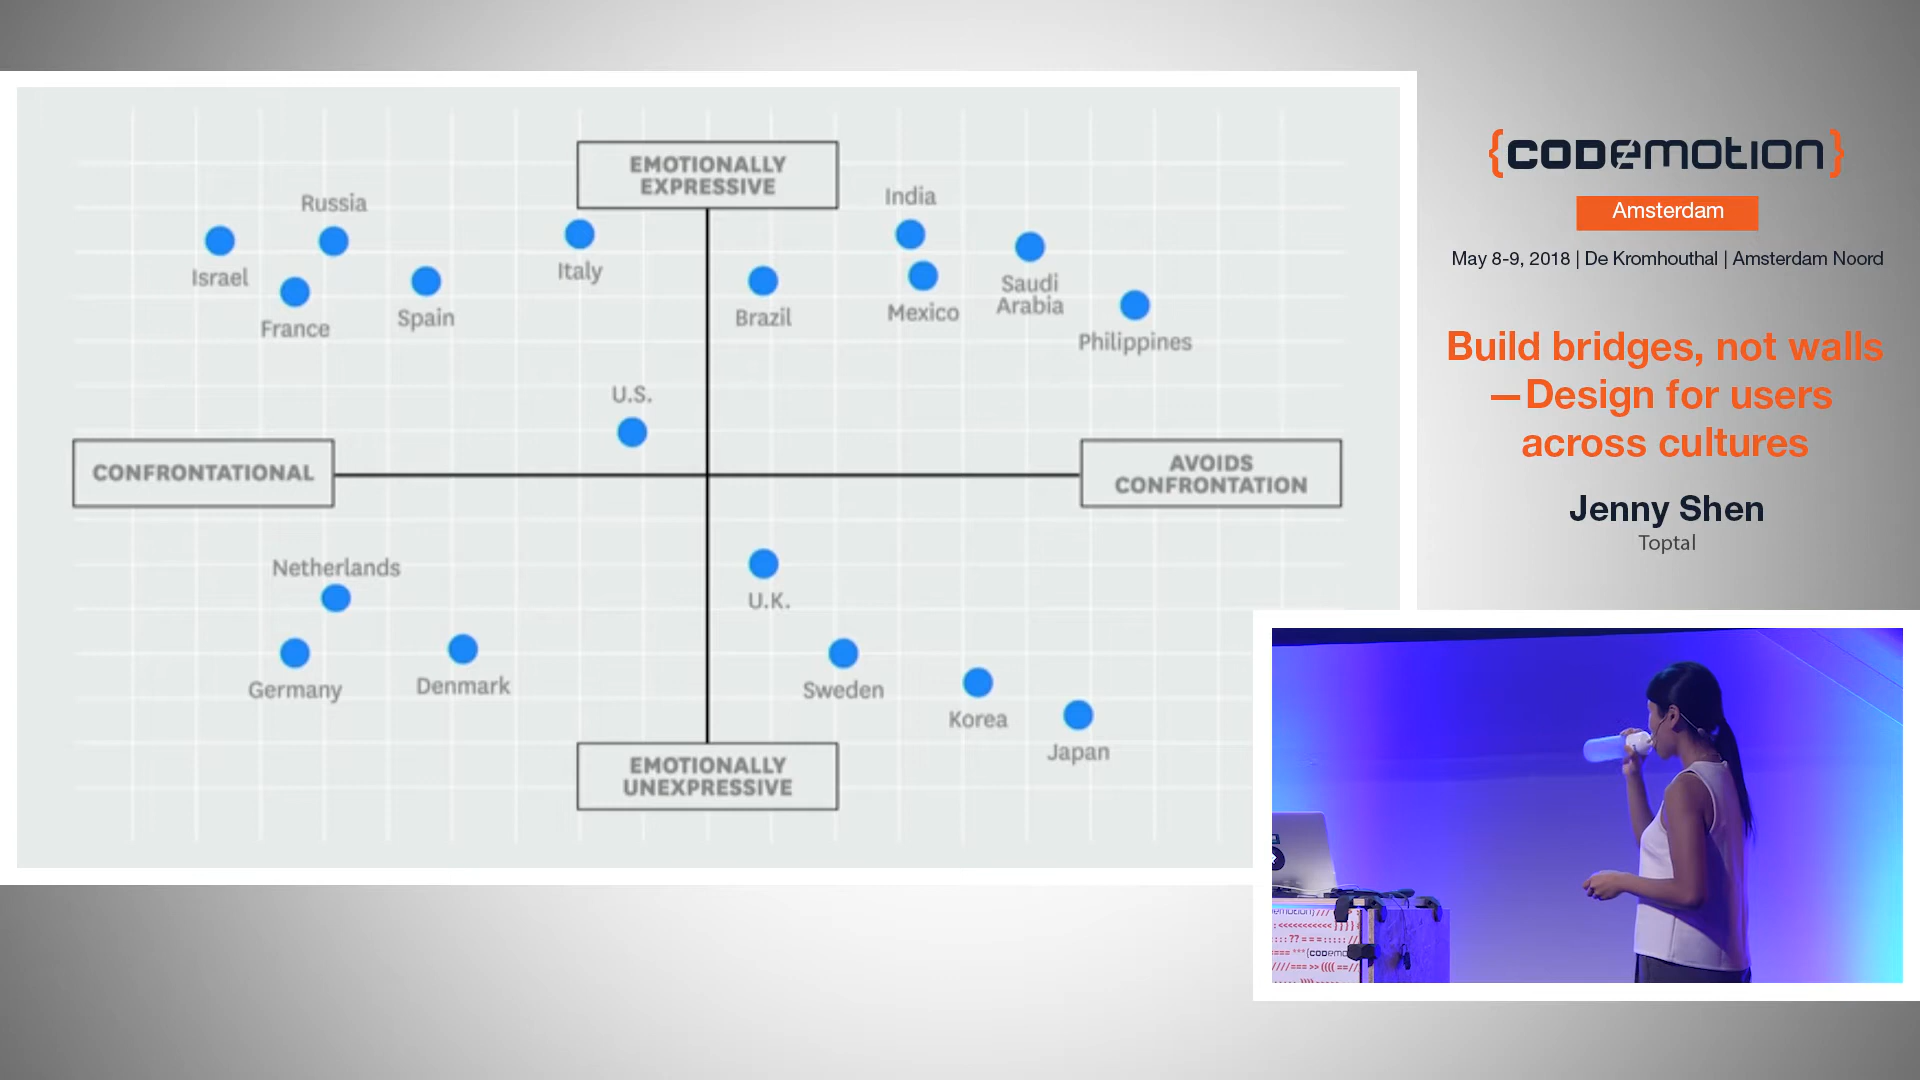 EMOTIONALLY
EXPRESSIVE
Russia
India
Israel
Italy
Saudi
Arabia
France
Spain
Brazil
Mexico
Philippines
U.S.
CONFRONTATIONAL
AVOIDS
CONFRONTATION
Netherlands
U.K.
Germany
Denmark
Sweden
Korea
Japan
EMOTIONALLY
UNEXPRESSIVE
{CODEMOTION}
Amsterdam
May 8-9, 2018 | De Kromhouthal | Amsterdam Noord
Build bridges, not walls
—Design for users
across cultures
Jenny Shen
Toptal